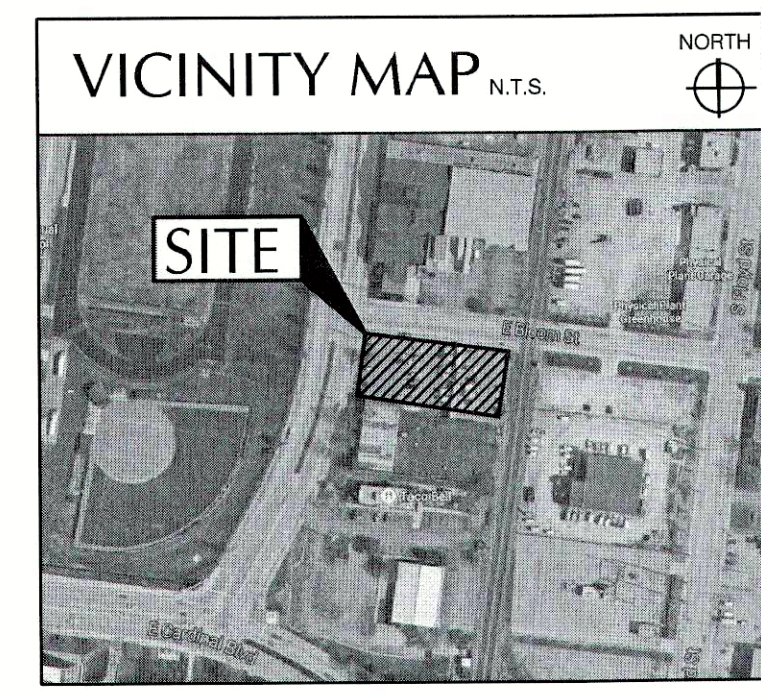 VICINITY MAP N.T.S.
NORTH
SITE
Physical
Plant Garage
S Floyd St
Physical Plant
Greenhouse
E Bloom St
Taco Bell
E Cardinal Blvd